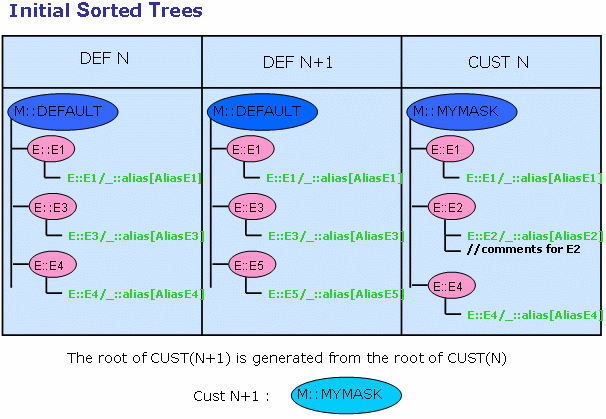 Initial Sorted Trees
DEF N
DEF N+1
CUST N
M::DEFAULT
E::E1
E::E1/_::alias[AliasE1]
E::E3
E::E3/_::alias[AliasE3]
E::E4
E::E4/_::alias[AliasE4]
M::DEFAULT
E::E1
E::E1/_::alias[AliasE1]
E::E3
E::E3/_::alias[AliasE3]
E::E5
E::E5/_::alias[AliasE5]
M::MYMASK
E::E1
E::E1/_::alias[AliasE1]
E::E2
E::E2/_::alias[AliasE2]
//comments for E2
E::E4
E::E4/_::alias[AliasE4]
The root of CUST(N+1) is generated from the root of CUST(N)
Cust N+1 :
M::MYMASK